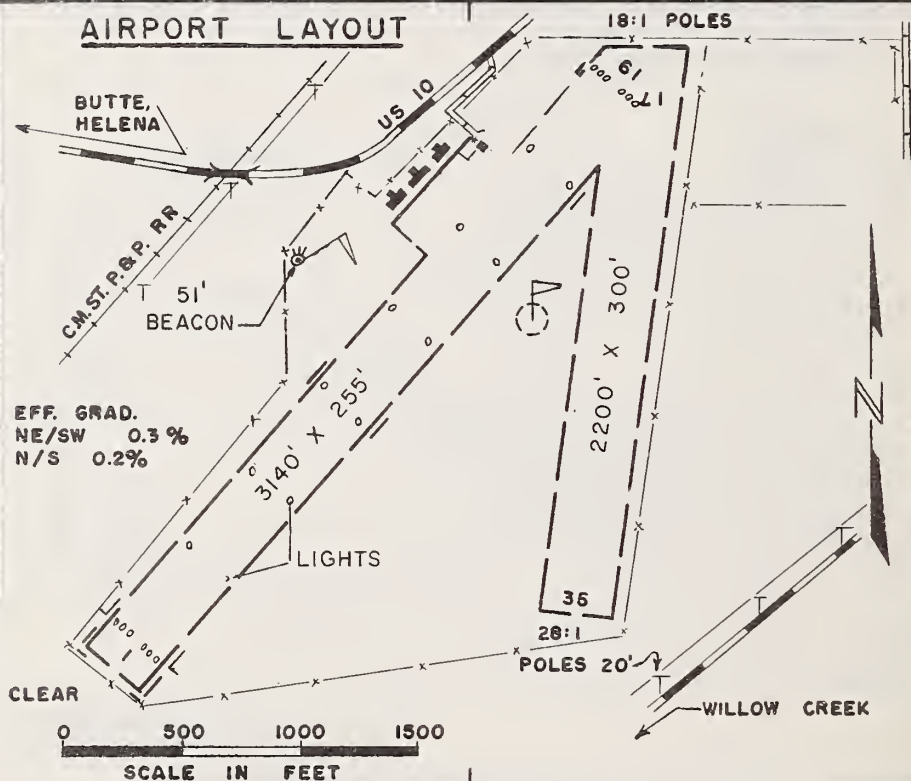 AIRPORT LAYOUT
18:1 POLES
BUTTE,
HELENA
US 10
19
17
C.M. ST. P. & P. RR
51'
BEACON
2200' X 300'
N
EFF. GRAD.
NE/SW 0.3 %
N/S 0.2%
3140' X 255'
LIGHTS
1
35
28:1
POLES 20'
CLEAR
WILLOW CREEK
0 500 1000 1500
SCALE IN FEET